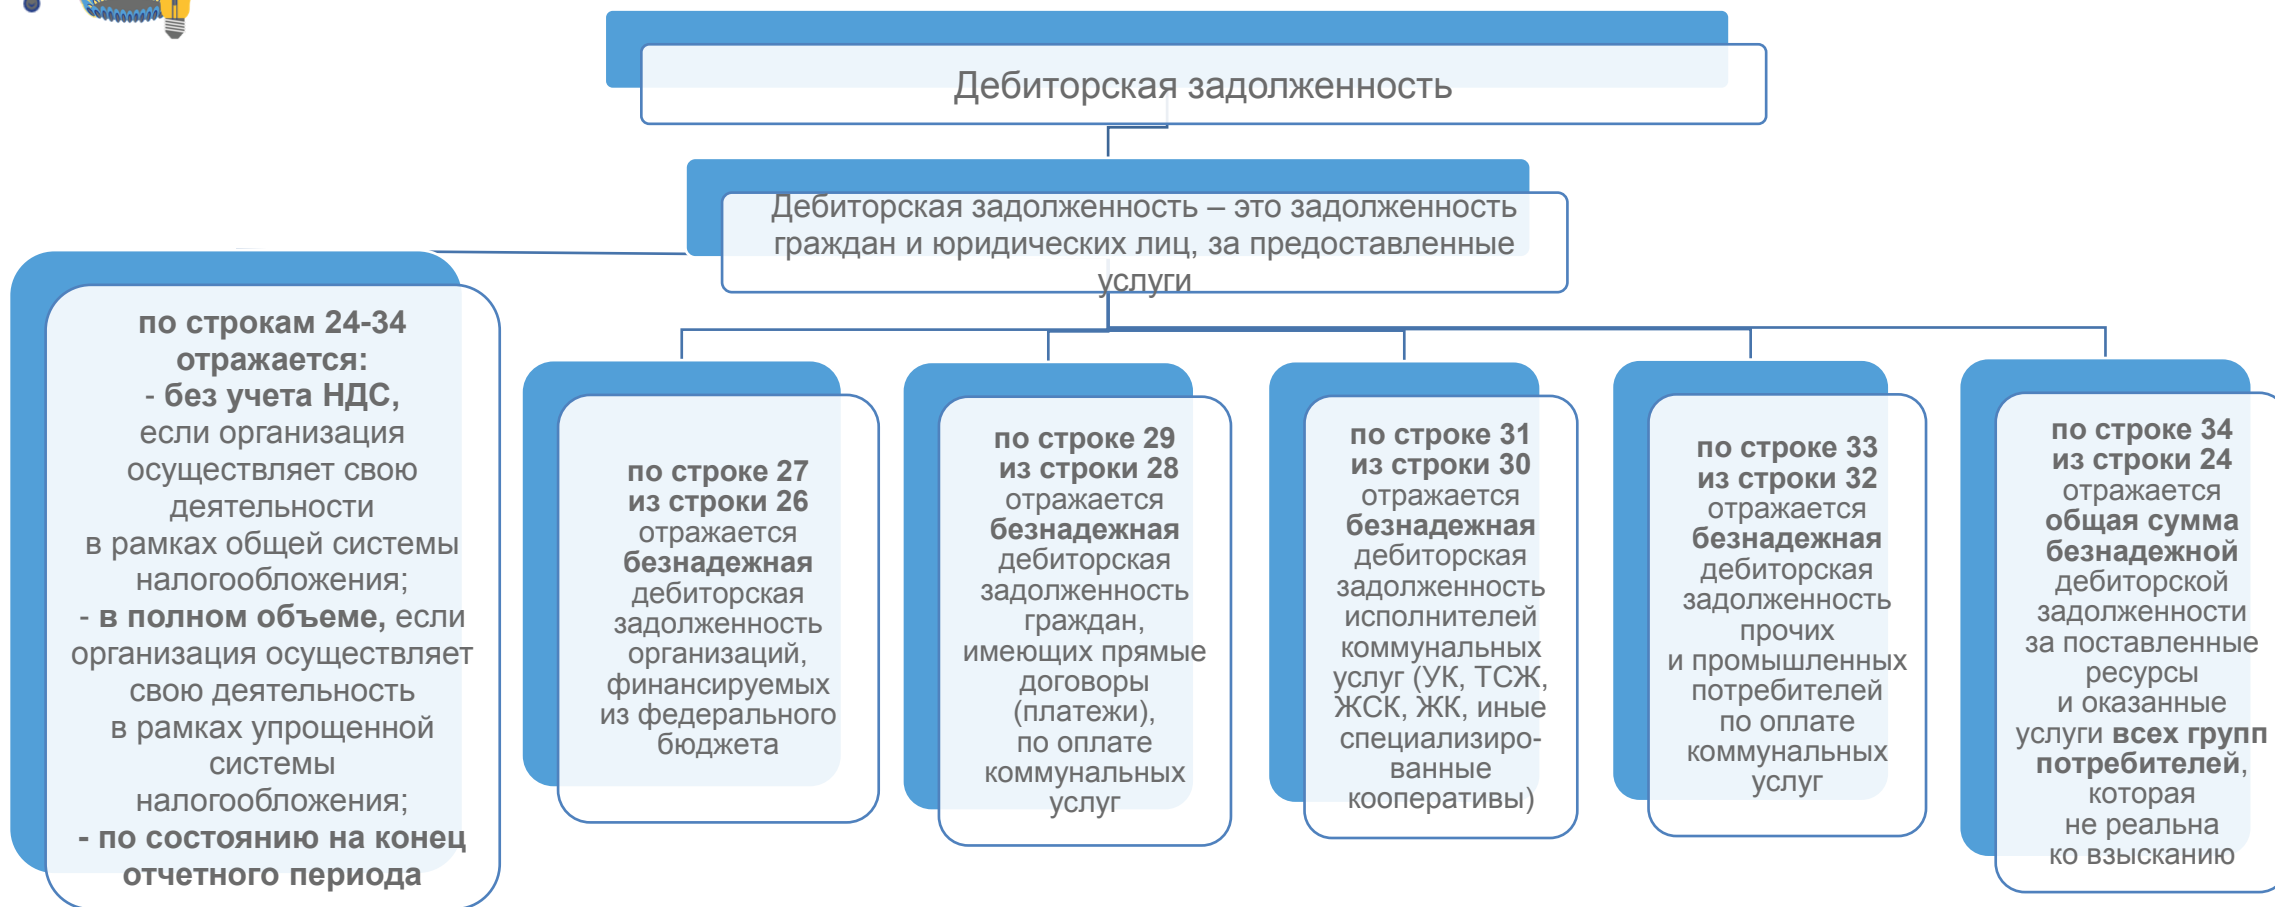 Дебиторская задолженность
Дебиторская задолженность – это задолженность
граждан и юридических лиц, за предоставленные
услуги
по строкам 24-34
отражается:
- без учета НДС,
если организация
осуществляет свою
деятельности
в рамках общей системы
налогообложения;
- в полном объеме, если
организация осуществляет
свою деятельность
в рамках упрощенной
системы
налогообложения;
- по состоянию на конец
отчетного периода
по строке 27
из строки 26
отражается
безнадежная
дебиторская
задолженность
организаций,
финансируемых
из федерального
бюджета
по строке 29
из строки 28
отражается
безнадежная
дебиторская
задолженность
граждан,
имеющих прямые
договоры
(платежи),
по оплате
коммунальных
услуг
по строке 31
из строки 30
отражается
безнадежная
дебиторская
задолженность
исполнителей
коммунальных
услуг (УК, ТСЖ,
ЖСК, ЖК, иные
специализиро-
ванные
кооперативы)
по строке 33
из строки 32
отражается
безнадежная
дебиторская
задолженность
прочих
и промышленных
потребителей
по оплате
коммунальных
услуг
по строке 34
из строки 24
отражается
общая сумма
безнадежной
дебиторской
задолженности
за поставленные
ресурсы
и оказанные
услуги всех групп
потребителей,
которая
не реальна
ко взысканию